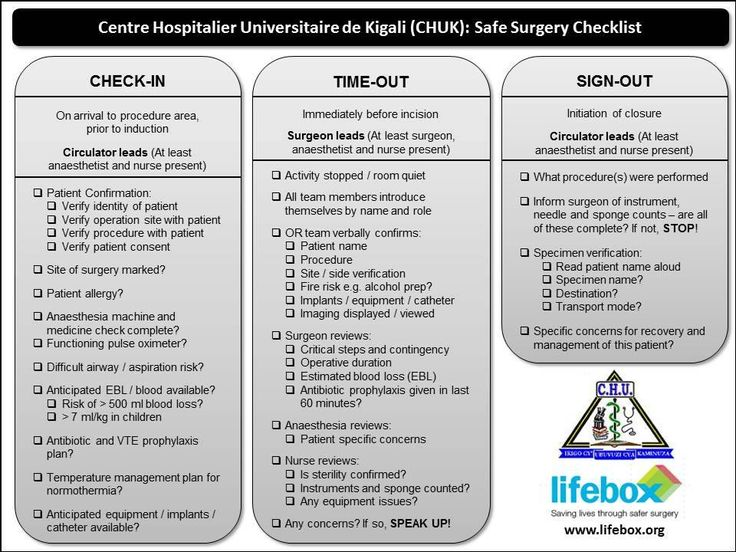 Centre Hospitalier Universitaire de Kigali (CHUK): Safe Surgery Checklist
CHECK-IN
On arrival to procedure area,
prior to induction
Circulator leads (At least
anaesthetist and nurse present)
❑ Patient Confirmation:
❑ Verify identity of patient
❑ Verify operation site with patient
❑ Verify procedure with patient
❑ Verify patient consent
❑ Site of surgery marked?
❑ Patient allergy?
❑ Anaesthesia machine and
medicine check complete?
❑ Functioning pulse oximeter?
❑ Difficult airway / aspiration risk?
❑ Anticipated EBL / blood available?
❑ Risk of > 500 ml blood loss?
❑ > 7 ml/kg in children
❑ Antibiotic and VTE prophylaxis
plan?
❑ Temperature management plan for
normothermia?
❑ Anticipated equipment / implants /
catheter available?
TIME-OUT
Immediately before incision
Surgeon leads (At least surgeon,
anaesthetist and nurse present)
❑ Activity stopped / room quiet
❑ All team members introduce
themselves by name and role
❑ OR team verbally confirms:
❑ Patient name
❑ Procedure
❑ Site / side verification
❑ Fire risk e.g. alcohol prep?
❑ Implants / equipment / catheter
❑ Imaging displayed / viewed
❑ Surgeon reviews:
❑ Critical steps and contingency
❑ Operative duration
❑ Estimated blood loss (EBL)
❑ Antibiotic prophylaxis given in last
60 minutes?
❑ Anaesthesia reviews:
❑ Patient specific concerns
❑ Nurse reviews:
❑ Is sterility confirmed?
❑ Instruments and sponge counted?
❑ Any equipment issues?
❑ Any concerns? If so, SPEAK UP!
SIGN-OUT
Initiation of closure
Circulator leads (At least
anaesthetist and nurse present)
❑ What procedure(s) were performed
❑ Inform surgeon of instrument,
needle and sponge counts – are all
of these complete? If not, STOP!
❑ Specimen verification:
❑ Read patient name aloud
❑ Specimen name?
❑ Destination?
❑ Transport mode?
❑ Specific concerns for recovery and
management of this patient?
C.H.U.
IKIGO GY' UBUVUZI GYA KAMINUZA
lifebox
Saving lives through safer surgery
www.lifebox.org